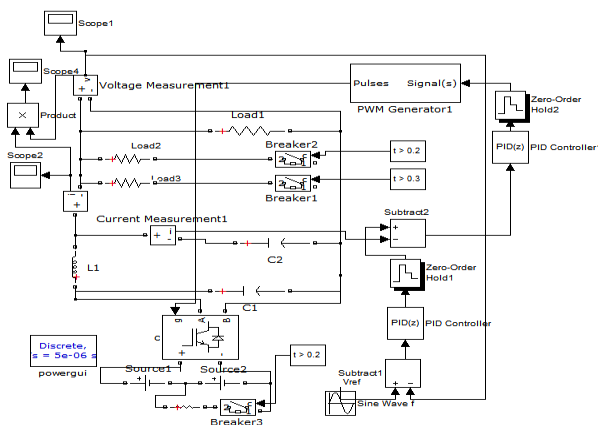 Scope1
Scope4
v
+
-
Voltage Measurement1
Pulses
Signal(s)
PWM Generator1
Zero-Order
Hold2
×
Product
Load1
Breaker2
t > 0.2
PID(z)
PID Controller1
Load2
Scope2
Load3
Breaker1
t > 0.3
Current Measurement1
Subtract2
+
−
C2
L1
Zero-Order
Hold1
C1
PID(z)
PID Controller
g
A
B
C
+
-
Discrete,
s = 5e-06 s
powergui
Source1
Source2
t > 0.2
Subtract1
Vref
+
−
Sine Wave f
Breaker3